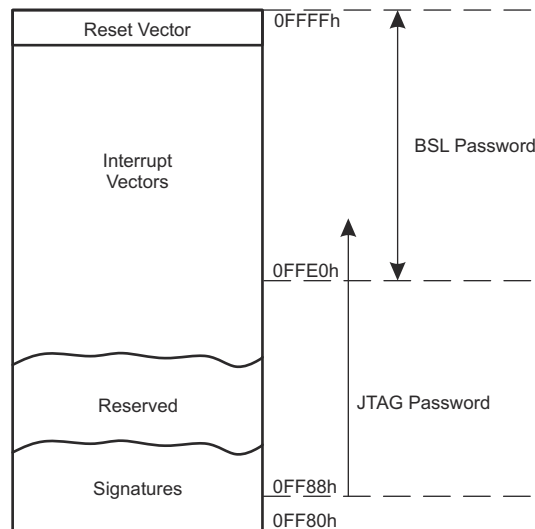 Reset Vector
0FFFFh
BSL Password
Interrupt
Vectors
0FFE0h
Reserved
JTAG Password
Signatures
0FF88h
0FF80h